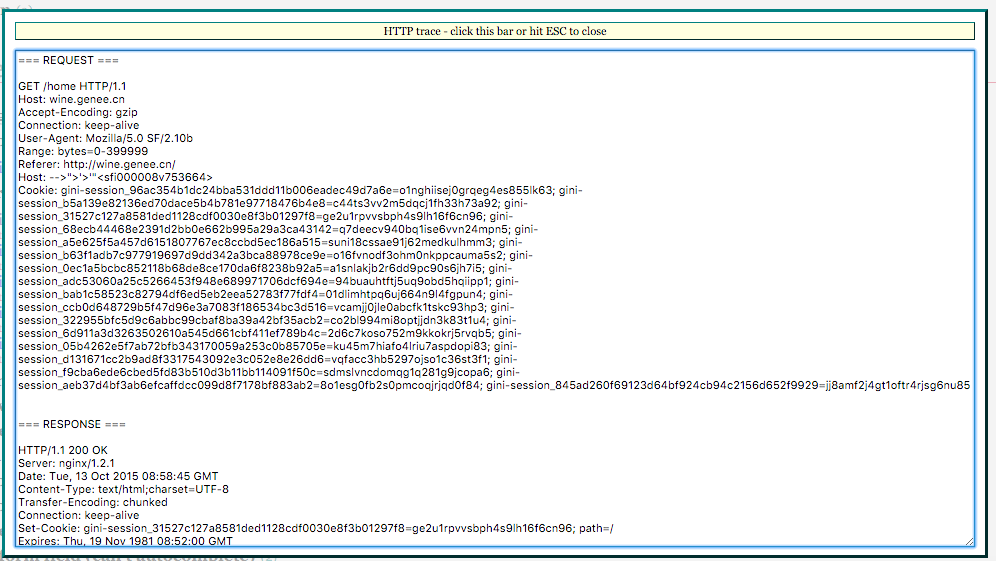 HTTP trace - click this bar or hit ESC to close
=== REQUEST ===
GET /home HTTP/1.1
Host: wine.genee.cn
Accept-Encoding: gzip
Connection: keep-alive
User-Agent: Mozilla/5.0 SF/2.10b
Range: bytes=0-399999
Referer: http://wine.genee.cn/
Host: -->">'>'"<sfi000008v753664>
Cookie: gini-session_96ac354b1dc24bba531ddd11b006eadec49d7a6e=o1nghiisej0grqeg4es855lk63; gini-
session_b5a139e82136ed70dace5b4b781e97718476b4e8=c44ts3vv2m5dqcj1fh33h73a92; gini-
session_31527c127a8581ded1128cdf0030e8f3b01297f8=ge2u1rpvvsbph4s9lh16f6cn96; gini-
session_68ecb44468e2391d2bb0e662b995a29a3ca43142=q7deecv940bq1ise6vvn24mpn5; gini-
session_a5e625f5a457d6151807767ec8ccbd5ec186a515=suni18cssae91j62medkulhmm3; gini-
session_b63f1adb7c977919697d9dd342a3bca88978ce9e=o16fvnodf3ohm0nkppcauma5s2; gini-
session_0ec1a5bcbc852118b68de8ce170da6f8238b92a5=a1snlakjb2r6dd9pc90s6jh7i5; gini-
session_adc53060a25c5266453f948e689971706dcf694e=94buauhtftj5uq9obd5hqiipp1; gini-
session_bab1c58523c82794df6ed5eb2eea52783f77fdf4=01dlimhtpq6uj664n9l4fgpun4; gini-
session_ccb0d648729b5f47d96e3a7083f186534bc3d516=vcamjj0jle0abcfk1tskc93hp3; gini-
session_322955bfc5d9c6abbc99cbaf8ba39a42bf35acb2=co2bl994mi8optjjdn3k83t1u4; gini-
session_6d911a3d3263502610a545d661cbf411ef789b4c=2d6c7koso752m9kkokrj5rvqb5; gini-
session_05b4262e5f7ab72bfb343170059a253c0b85705e=ku45m7hiafo4lriu7aspdopi83; gini-
session_d131671cc2b9ad8f3317543092e3c052e8e26dd6=vqfacc3hb5297ojso1c36st3f1; gini-
session_f9cba6ede6cbed5fd83b510d3b11bb114091f50c=sdmslvncdomqg1q281g9jcopa6; gini-
session_aeb37d4bf3ab6efcaffdcc099d8f7178bf883ab2=8o1esg0fb2s0pmcoqjrjqd0f84; gini-session_845ad260f69123d64bf924cb94c2156d652f9929=jj8amf2j4gt1oftr4rjsg6nu85
=== RESPONSE ===
HTTP/1.1 200 OK
Server: nginx/1.2.1
Date: Tue, 13 Oct 2015 08:58:45 GMT
Content-Type: text/html;charset=UTF-8
Transfer-Encoding: chunked
Connection: keep-alive
Set-Cookie: gini-session_31527c127a8581ded1128cdf0030e8f3b01297f8=ge2u1rpvvsbph4s9lh16f6cn96; path=/
Expires: Thu, 19 Nov 1981 08:52:00 GMT